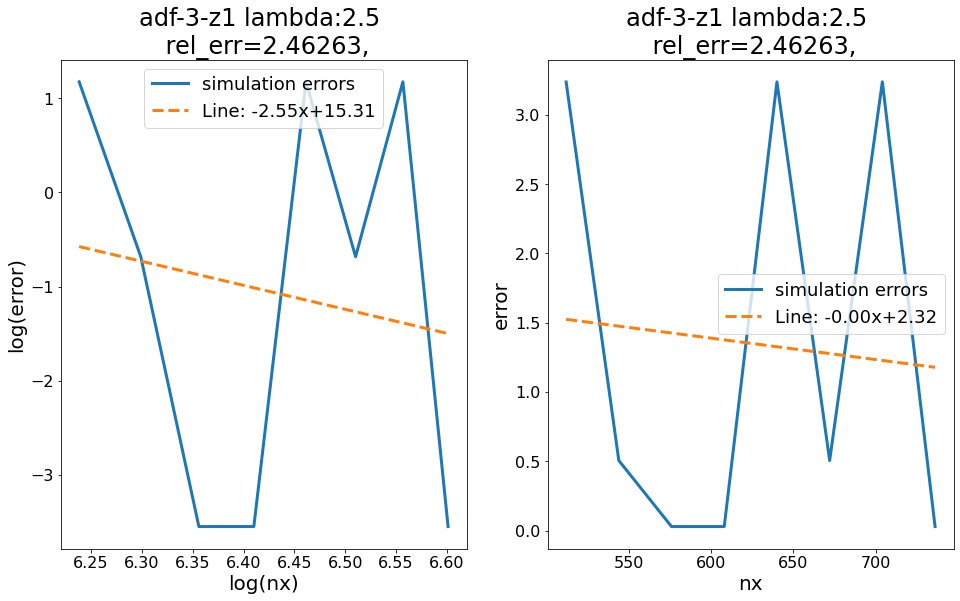 adf-3-z1 lambda:2.5
rel_err=2.46263,
simulation errors
Line: -2.55x+15.31
1
0
−1
−2
−3
log(error)
6.25 6.30 6.35 6.40 6.45 6.50 6.55 6.60
log(nx)
adf-3-z1 lambda:2.5
rel_err=2.46263,
3.0
2.5
2.0
1.5
1.0
0.5
0.0
error
simulation errors
Line: -0.00x+2.32
550 600 650 700
nx